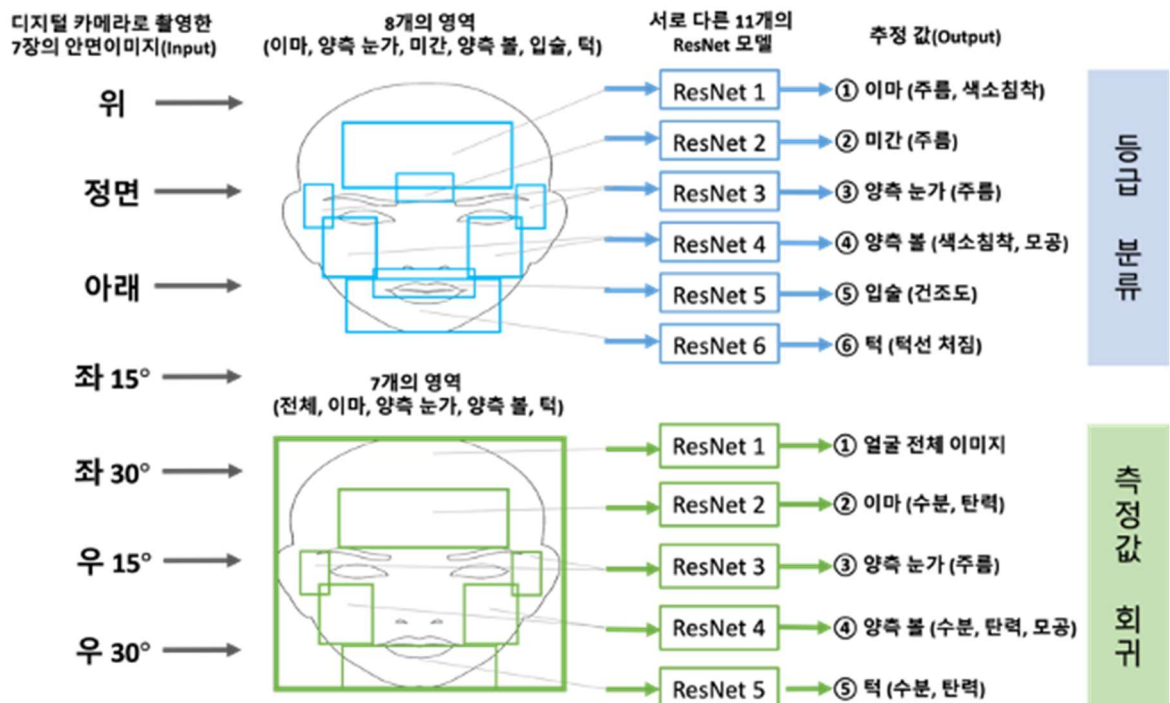 디지털 카메라로 촬영한
7장의 안면이미지(Input)
위
정면
아래
좌 15°
좌 30°
우 15°
우 30°
8개의 영역
(이마, 양측 눈가, 미간, 양측 볼, 입술, 턱)
7개의 영역
(전체, 이마, 양측 눈가, 양측 볼, 턱)
서로 다른 11개의
ResNet 모델
추정 값(Output)
ResNet 1
① 이마 (주름, 색소침착)
ResNet 2
② 미간 (주름)
ResNet 3
③ 양측 눈가 (주름)
ResNet 4
④ 양측 볼 (색소침착, 모공)
ResNet 5
⑤ 입술 (건조도)
ResNet 6
⑥ 턱 (턱선 처짐)
등급 분류
ResNet 1
① 얼굴 전체 이미지
ResNet 2
② 이마 (수분, 탄력)
ResNet 3
③ 양측 눈가 (주름)
ResNet 4
④ 양측 볼 (수분, 탄력, 모공)
ResNet 5
⑤ 턱 (수분, 탄력)
측정값 회귀